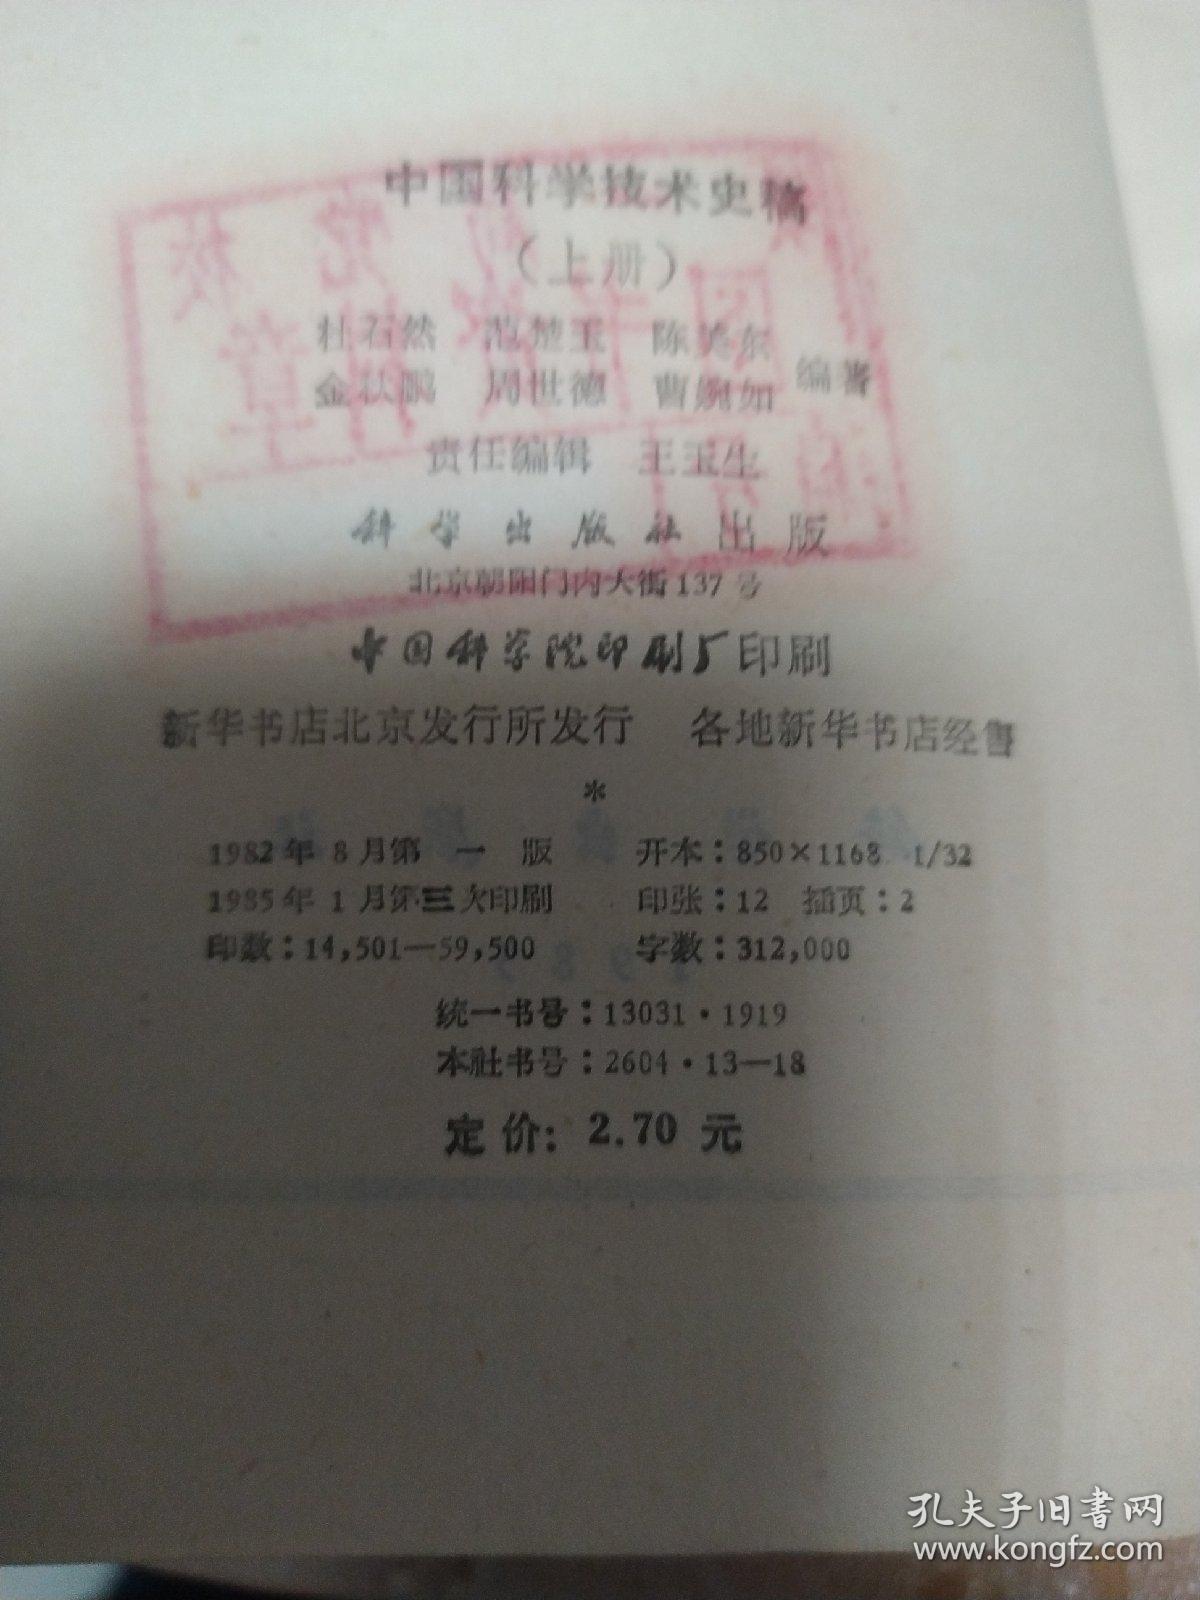 中国科学技术史稿
（上册）
杜石然 范楚玉 陈美东
金秋鹏 周世德 曹婉如 编著
责任编辑 王玉生
科学出版社出版
北京朝阳门内大街137号
中国科学院印刷厂印刷
新华书店北京发行所发行 各地新华书店经售
*
1982年8月第一版 开本：850×1168 1/32
1985年1月第三次印刷 印张：12 插页：2
印数：14,501—59,500 字数：312,000
统一书号：13031·1919
本社书号：2604·13—18
定价：2.70元
孔夫子旧书网
www.kongfz.com